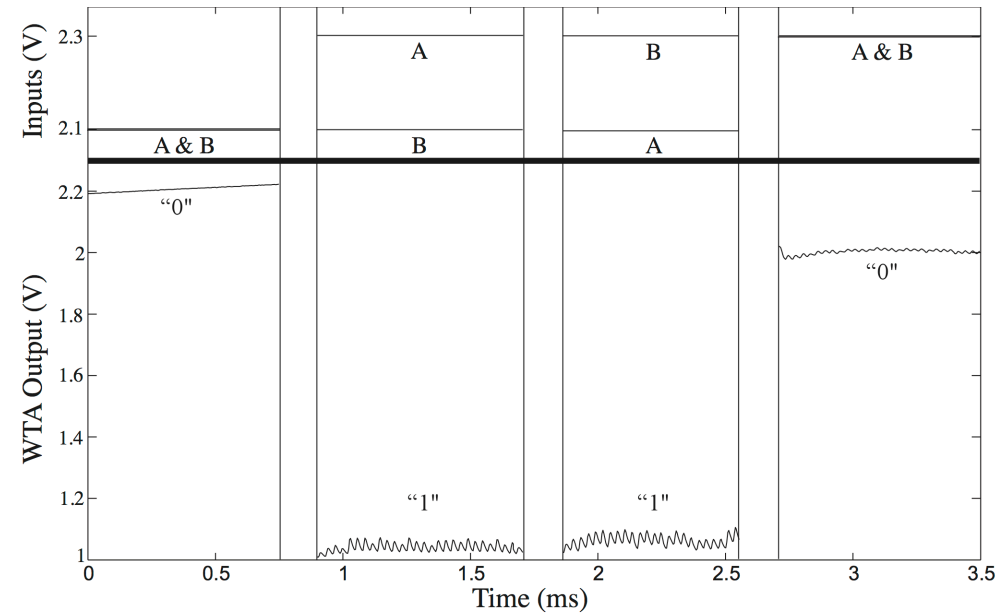 Inputs (V)
2.3
2.1
A & B
A
B
B
A
A & B
WTA Output (V)
2.2
2
1.8
1.6
1.4
1.2
1
“0"
“1"
“1"
“0"
0
0.5
1
1.5
2
2.5
3
3.5
Time (ms)